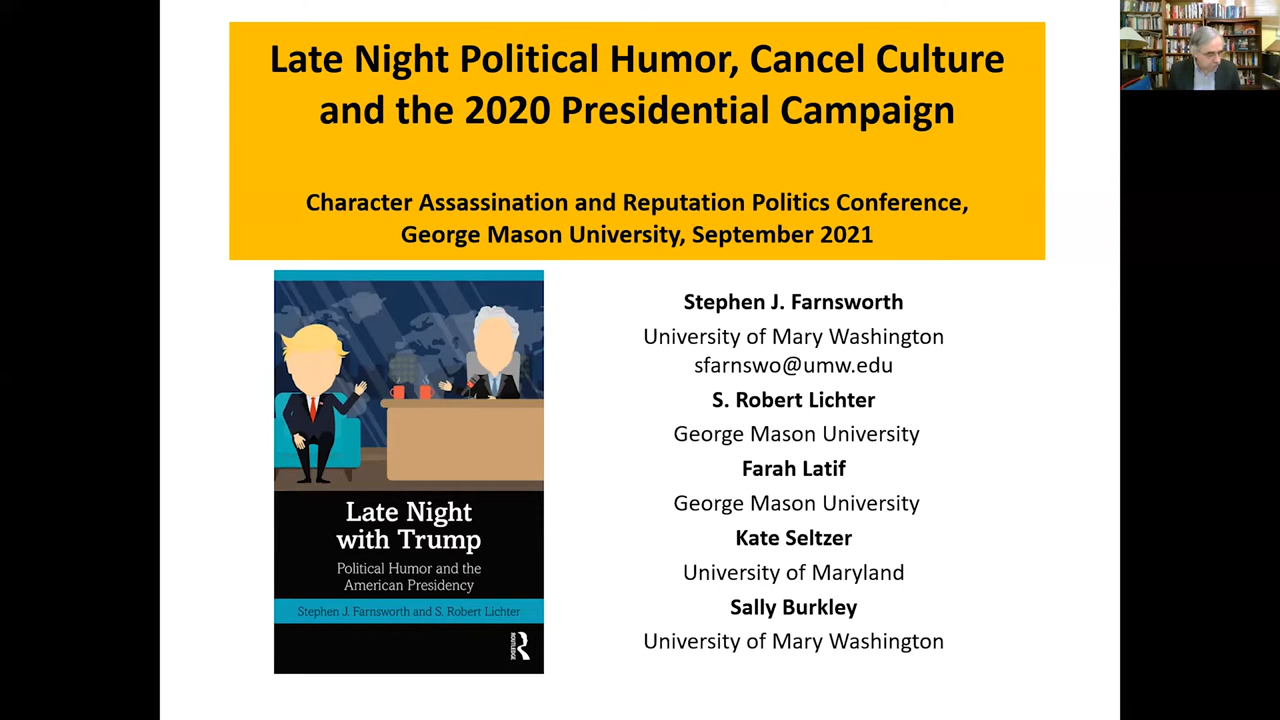 Late Night Political Humor, Cancel Culture
and the 2020 Presidential Campaign
Character Assassination and Reputation Politics Conference,
George Mason University, September 2021
Stephen J. Farnsworth
University of Mary Washington
sfarnswo@umw.edu
S. Robert Lichter
George Mason University
Farah Latif
George Mason University
Kate Seltzer
University of Maryland
Sally Burkley
University of Mary Washington
Late Night
with Trump
Political Humor and the
American Presidency
Stephen J. Farnsworth and S. Robert Lichter
ROUTLEDGE